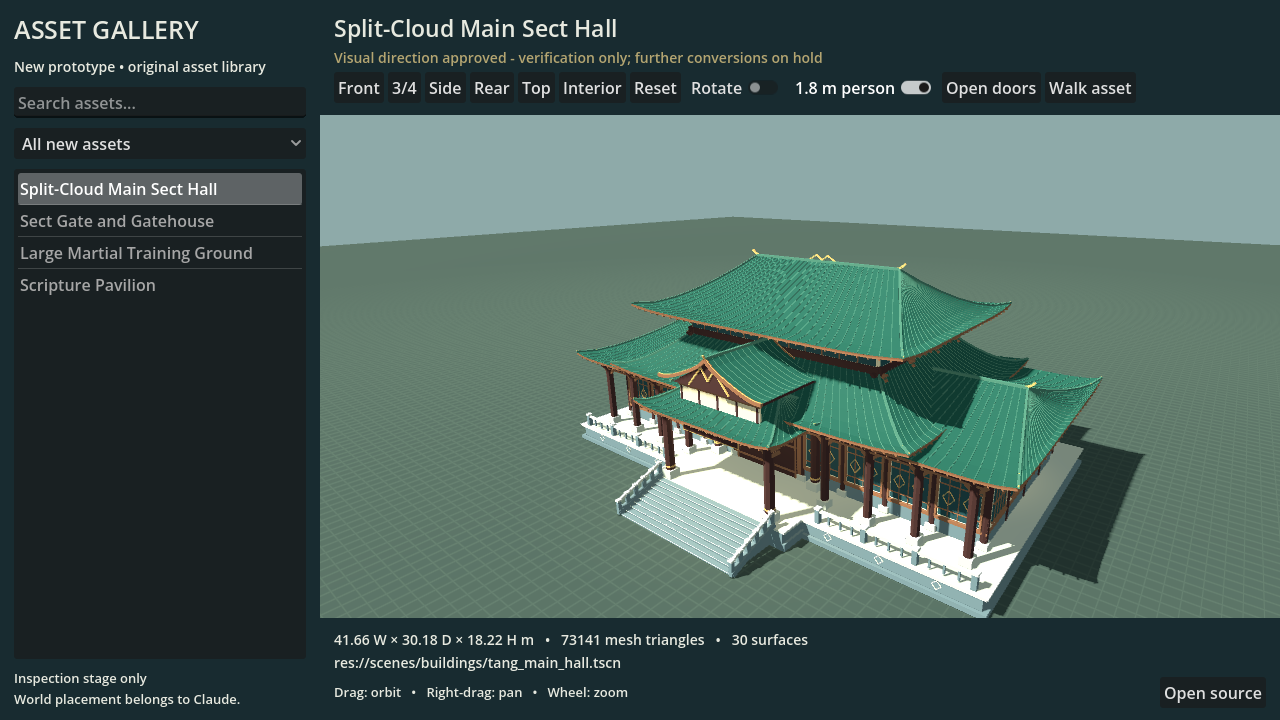 ASSET GALLERY
New prototype • original asset library
Search assets...
All new assets
Split-Cloud Main Sect Hall
Sect Gate and Gatehouse
Large Martial Training Ground
Scripture Pavilion
Inspection stage only
World placement belongs to Claude.
Split-Cloud Main Sect Hall
Visual direction approved - verification only; further conversions on hold
Front 3/4 Side Rear Top Interior Reset Rotate 1.8 m person Open doors Walk asset
41.66 W × 30.18 D × 18.22 H m • 73141 mesh triangles • 30 surfaces
res://scenes/buildings/tang_main_hall.tscn
Drag: orbit • Right-drag: pan • Wheel: zoom
Open source